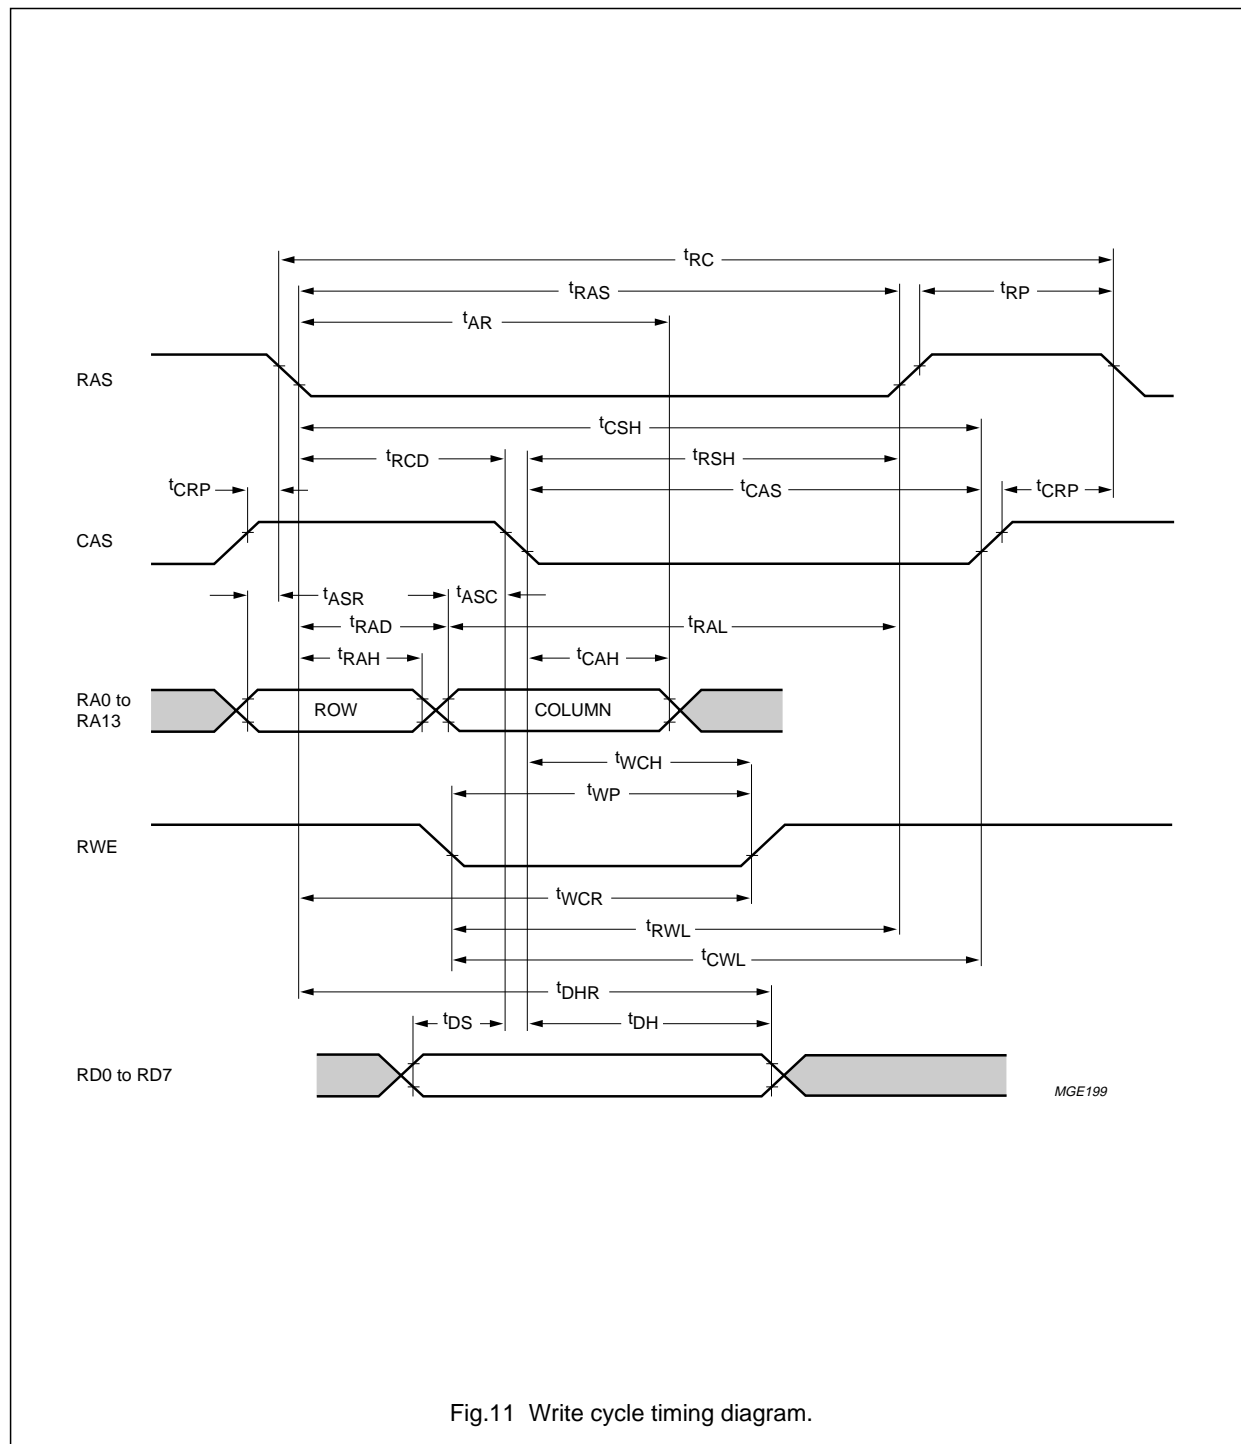 tRC
tRAS
tRP
tAR
RAS
tCSH
tRCD
tRSH
tCRP
tCAS
tCRP
CAS
tASR
tASC
tRAD
tRAL
tRAH
tCAH
RA0 to
RA13
ROW
COLUMN
tWCH
tWP
RWE
tWCR
tRWL
tCWL
tDHR
tDS
tDH
RD0 to RD7
MGE199
Fig.11 Write cycle timing diagram.